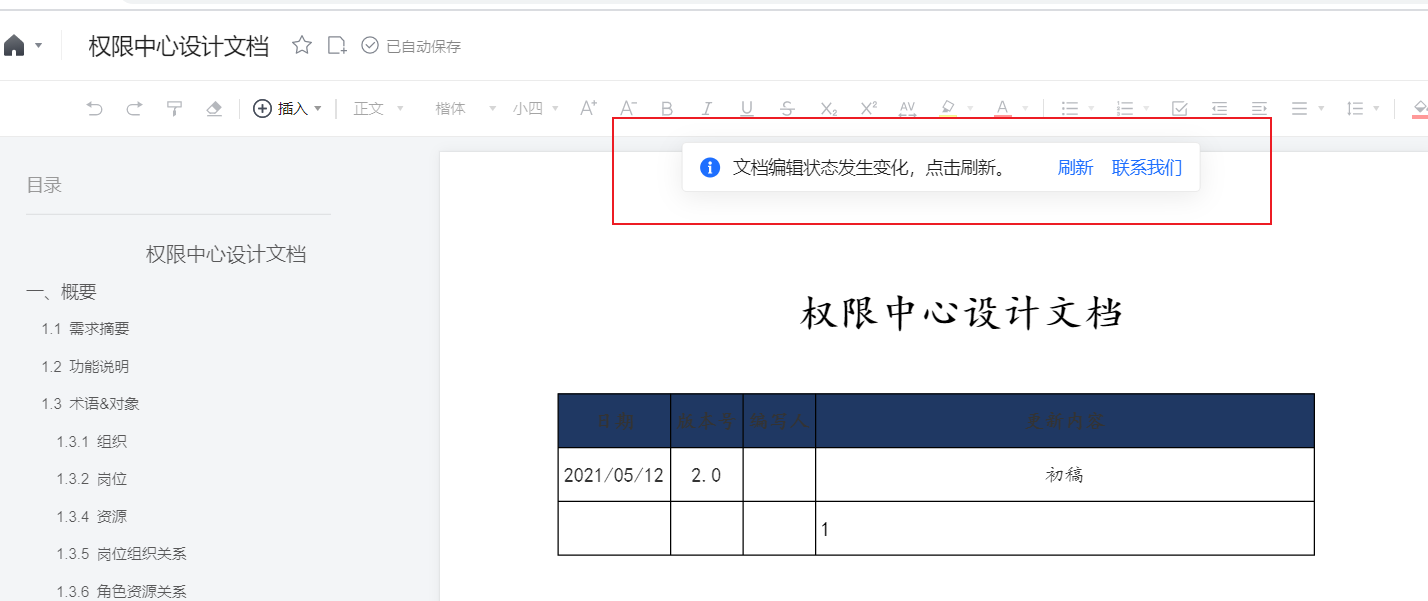 权限中心设计文档 已自动保存
插入 正文 楷体 小四 A+ A- B I U S X₂ X² AV A
文档编辑状态发生变化，点击刷新。 刷新 联系我们
目录
权限中心设计文档
一、概要
1.1 需求摘要
1.2 功能说明
1.3 术语&对象
1.3.1 组织
1.3.2 岗位
1.3.4 资源
1.3.5 岗位组织关系
1.3.6 角色资源关系
权限中心设计文档
2021/05/12 2.0 初稿
1